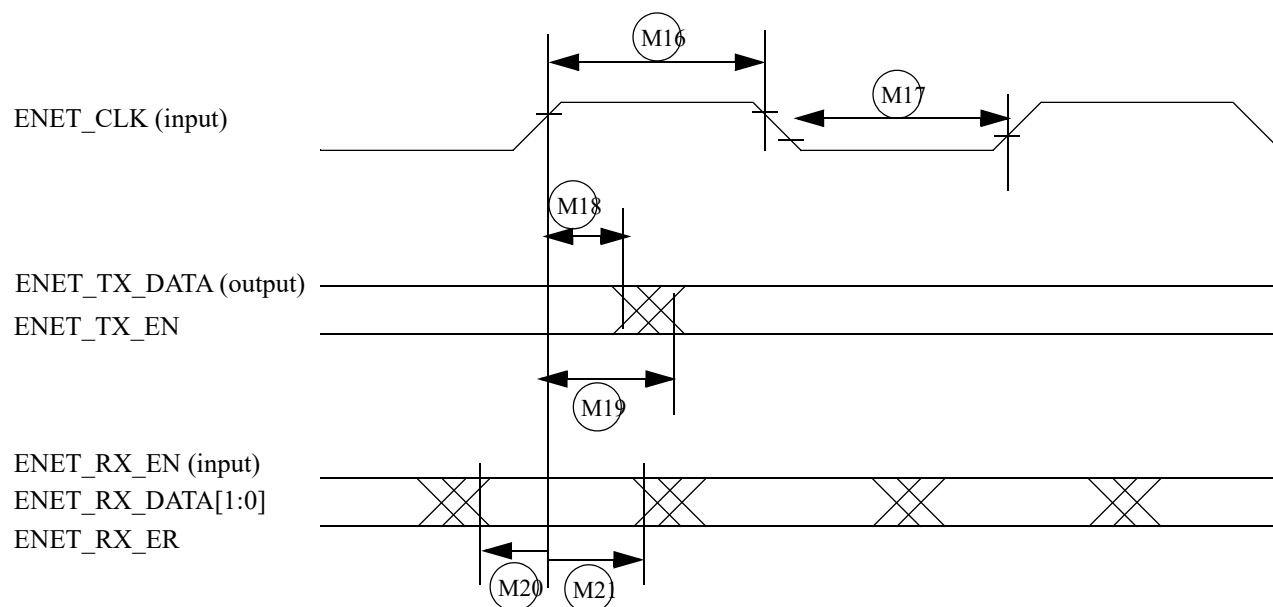 M16
ENET_CLK (input)
M17
M18
ENET_TX_DATA (output)
ENET_TX_EN
M19
ENET_RX_EN (input)
ENET_RX_DATA[1:0]
ENET_RX_ER
M20
M21